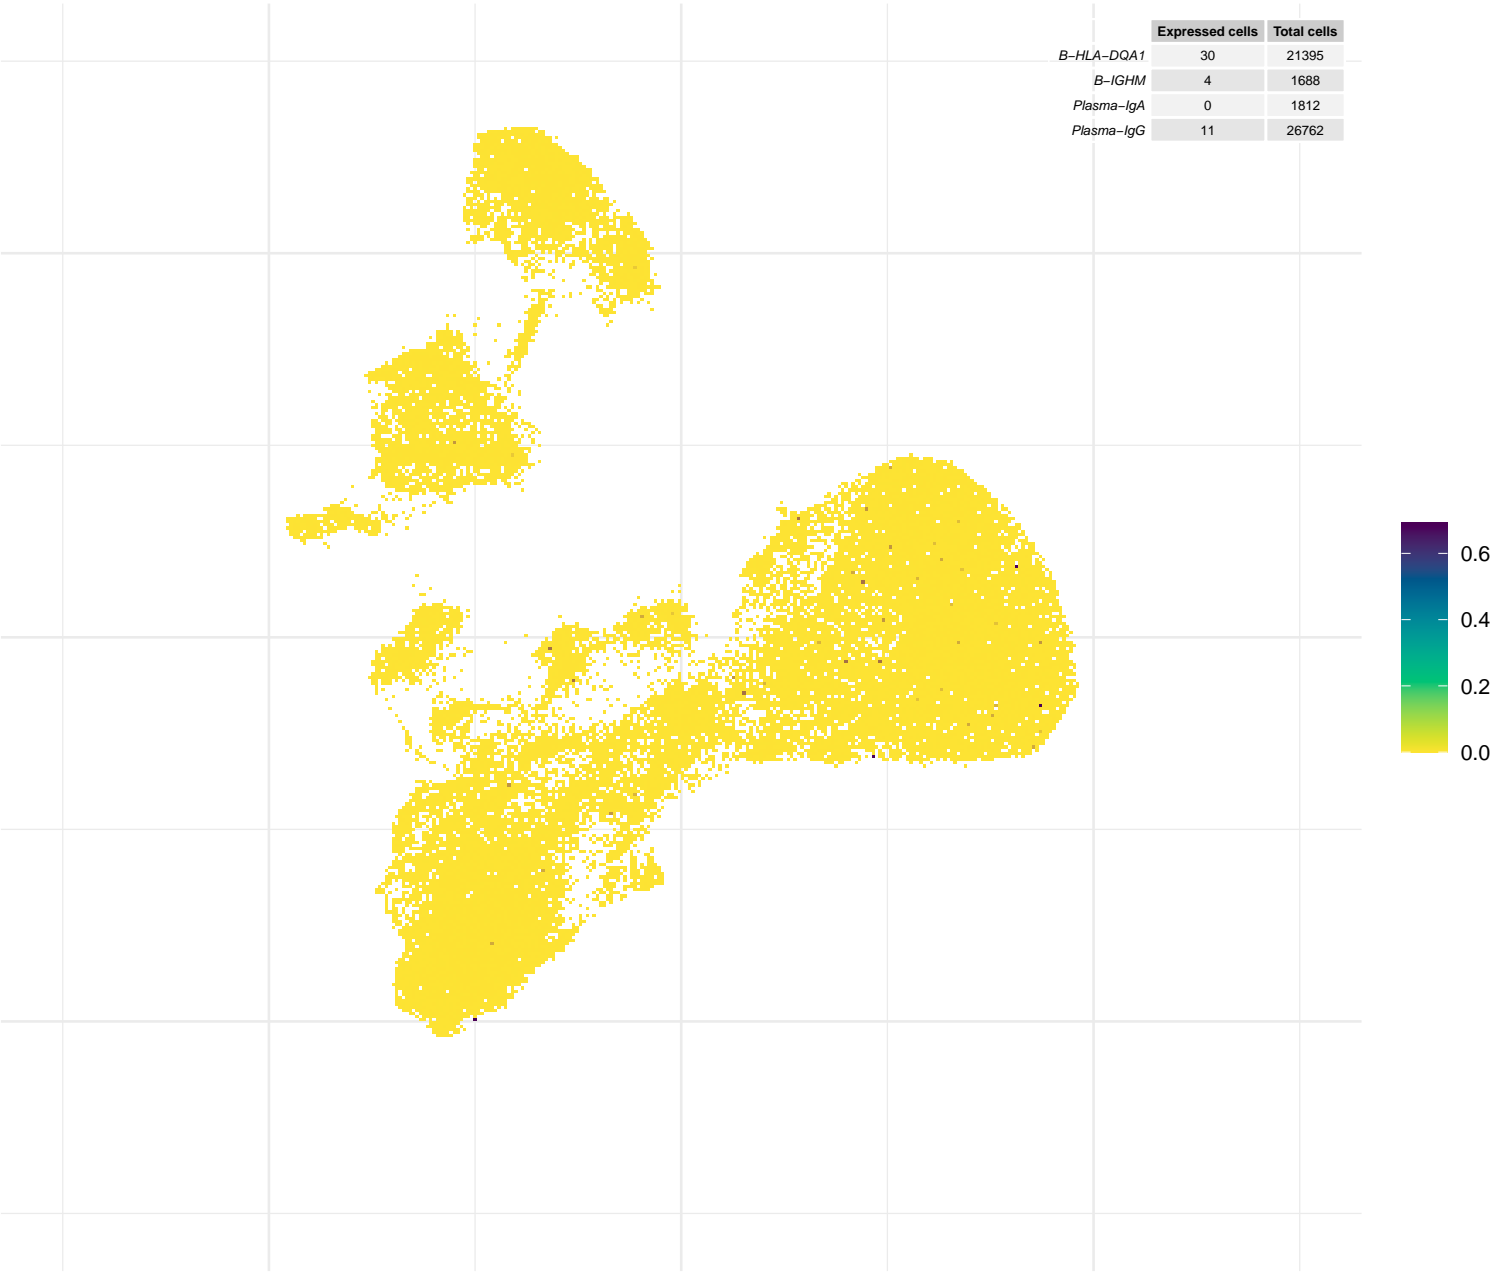 Expressed cells Total cells
B−HLA−DQA1 30 21395
B−IGHM 4 1688
Plasma−IgA 0 1812
Plasma−IgG 11 26762
0.6
0.4
0.2
0.0